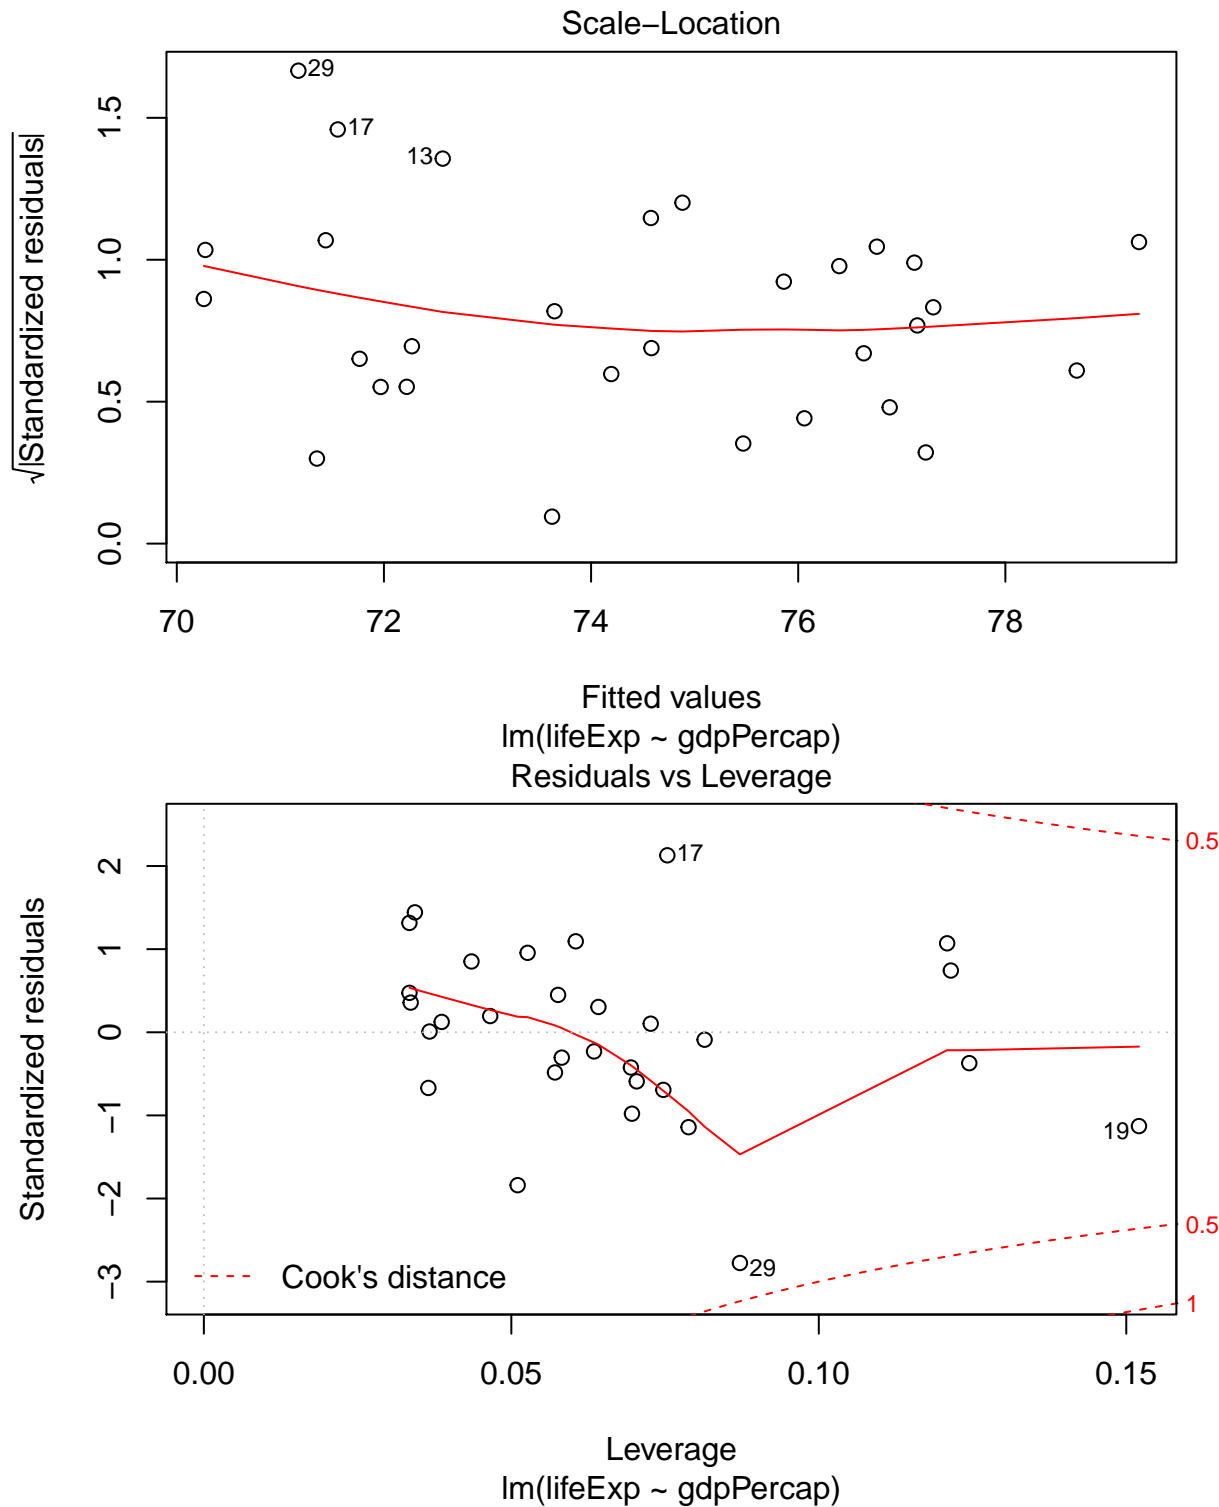 Scale−Location
√|Standardized residuals|
1.5
1.0
0.5
0.0
29
17
13
70 72 74 76 78
Fitted values
lm(lifeExp ~ gdpPercap)
Residuals vs Leverage
Standardized residuals
2
1
0
−1
−2
−3
17
19
29
0.5
0.5
1
Cook's distance
0.00 0.05 0.10 0.15
Leverage
lm(lifeExp ~ gdpPercap)